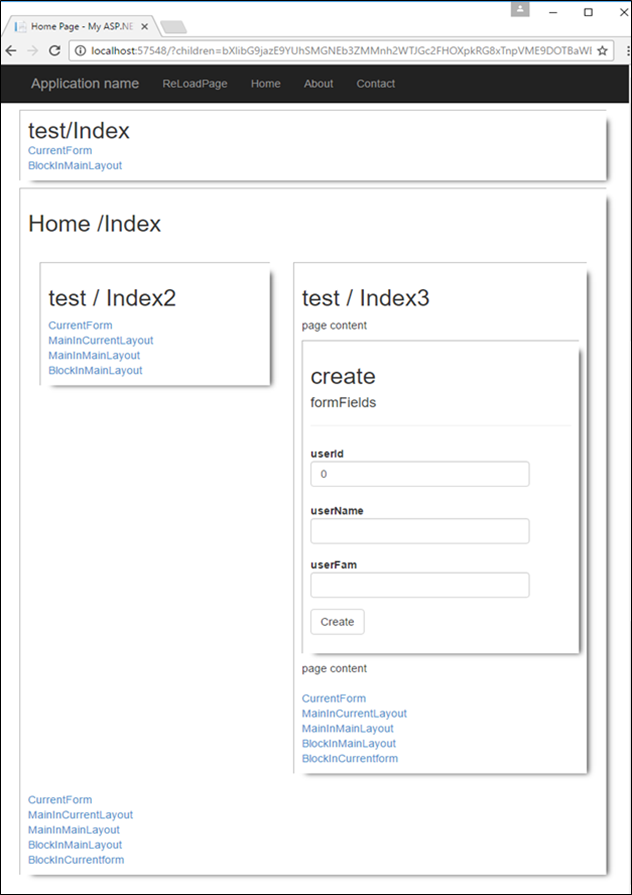 Home Page - My ASP.NE
localhost:57548/?children=
Application name ReLoadPage Home About Contact
test/Index
CurrentForm
BlockInMainLayout
Home /Index
test / Index2
CurrentForm
MainInCurrentLayout
MainInMainLayout
BlockInMainLayout
test / Index3
page content
create
formFields
userId
0
userName
userFam
Create
page content
CurrentForm
MainInCurrentLayout
MainInMainLayout
BlockInMainLayout
BlockInCurrentform
CurrentForm
MainInCurrentLayout
MainInMainLayout
BlockInMainLayout
BlockInCurrentform